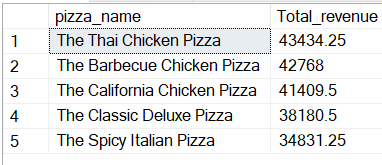 pizza_name Total_revenue
1 The Thai Chicken Pizza 43434.25
2 The Barbecue Chicken Pizza 42768
3 The California Chicken Pizza 41409.5
4 The Classic Deluxe Pizza 38180.5
5 The Spicy Italian Pizza 34831.25